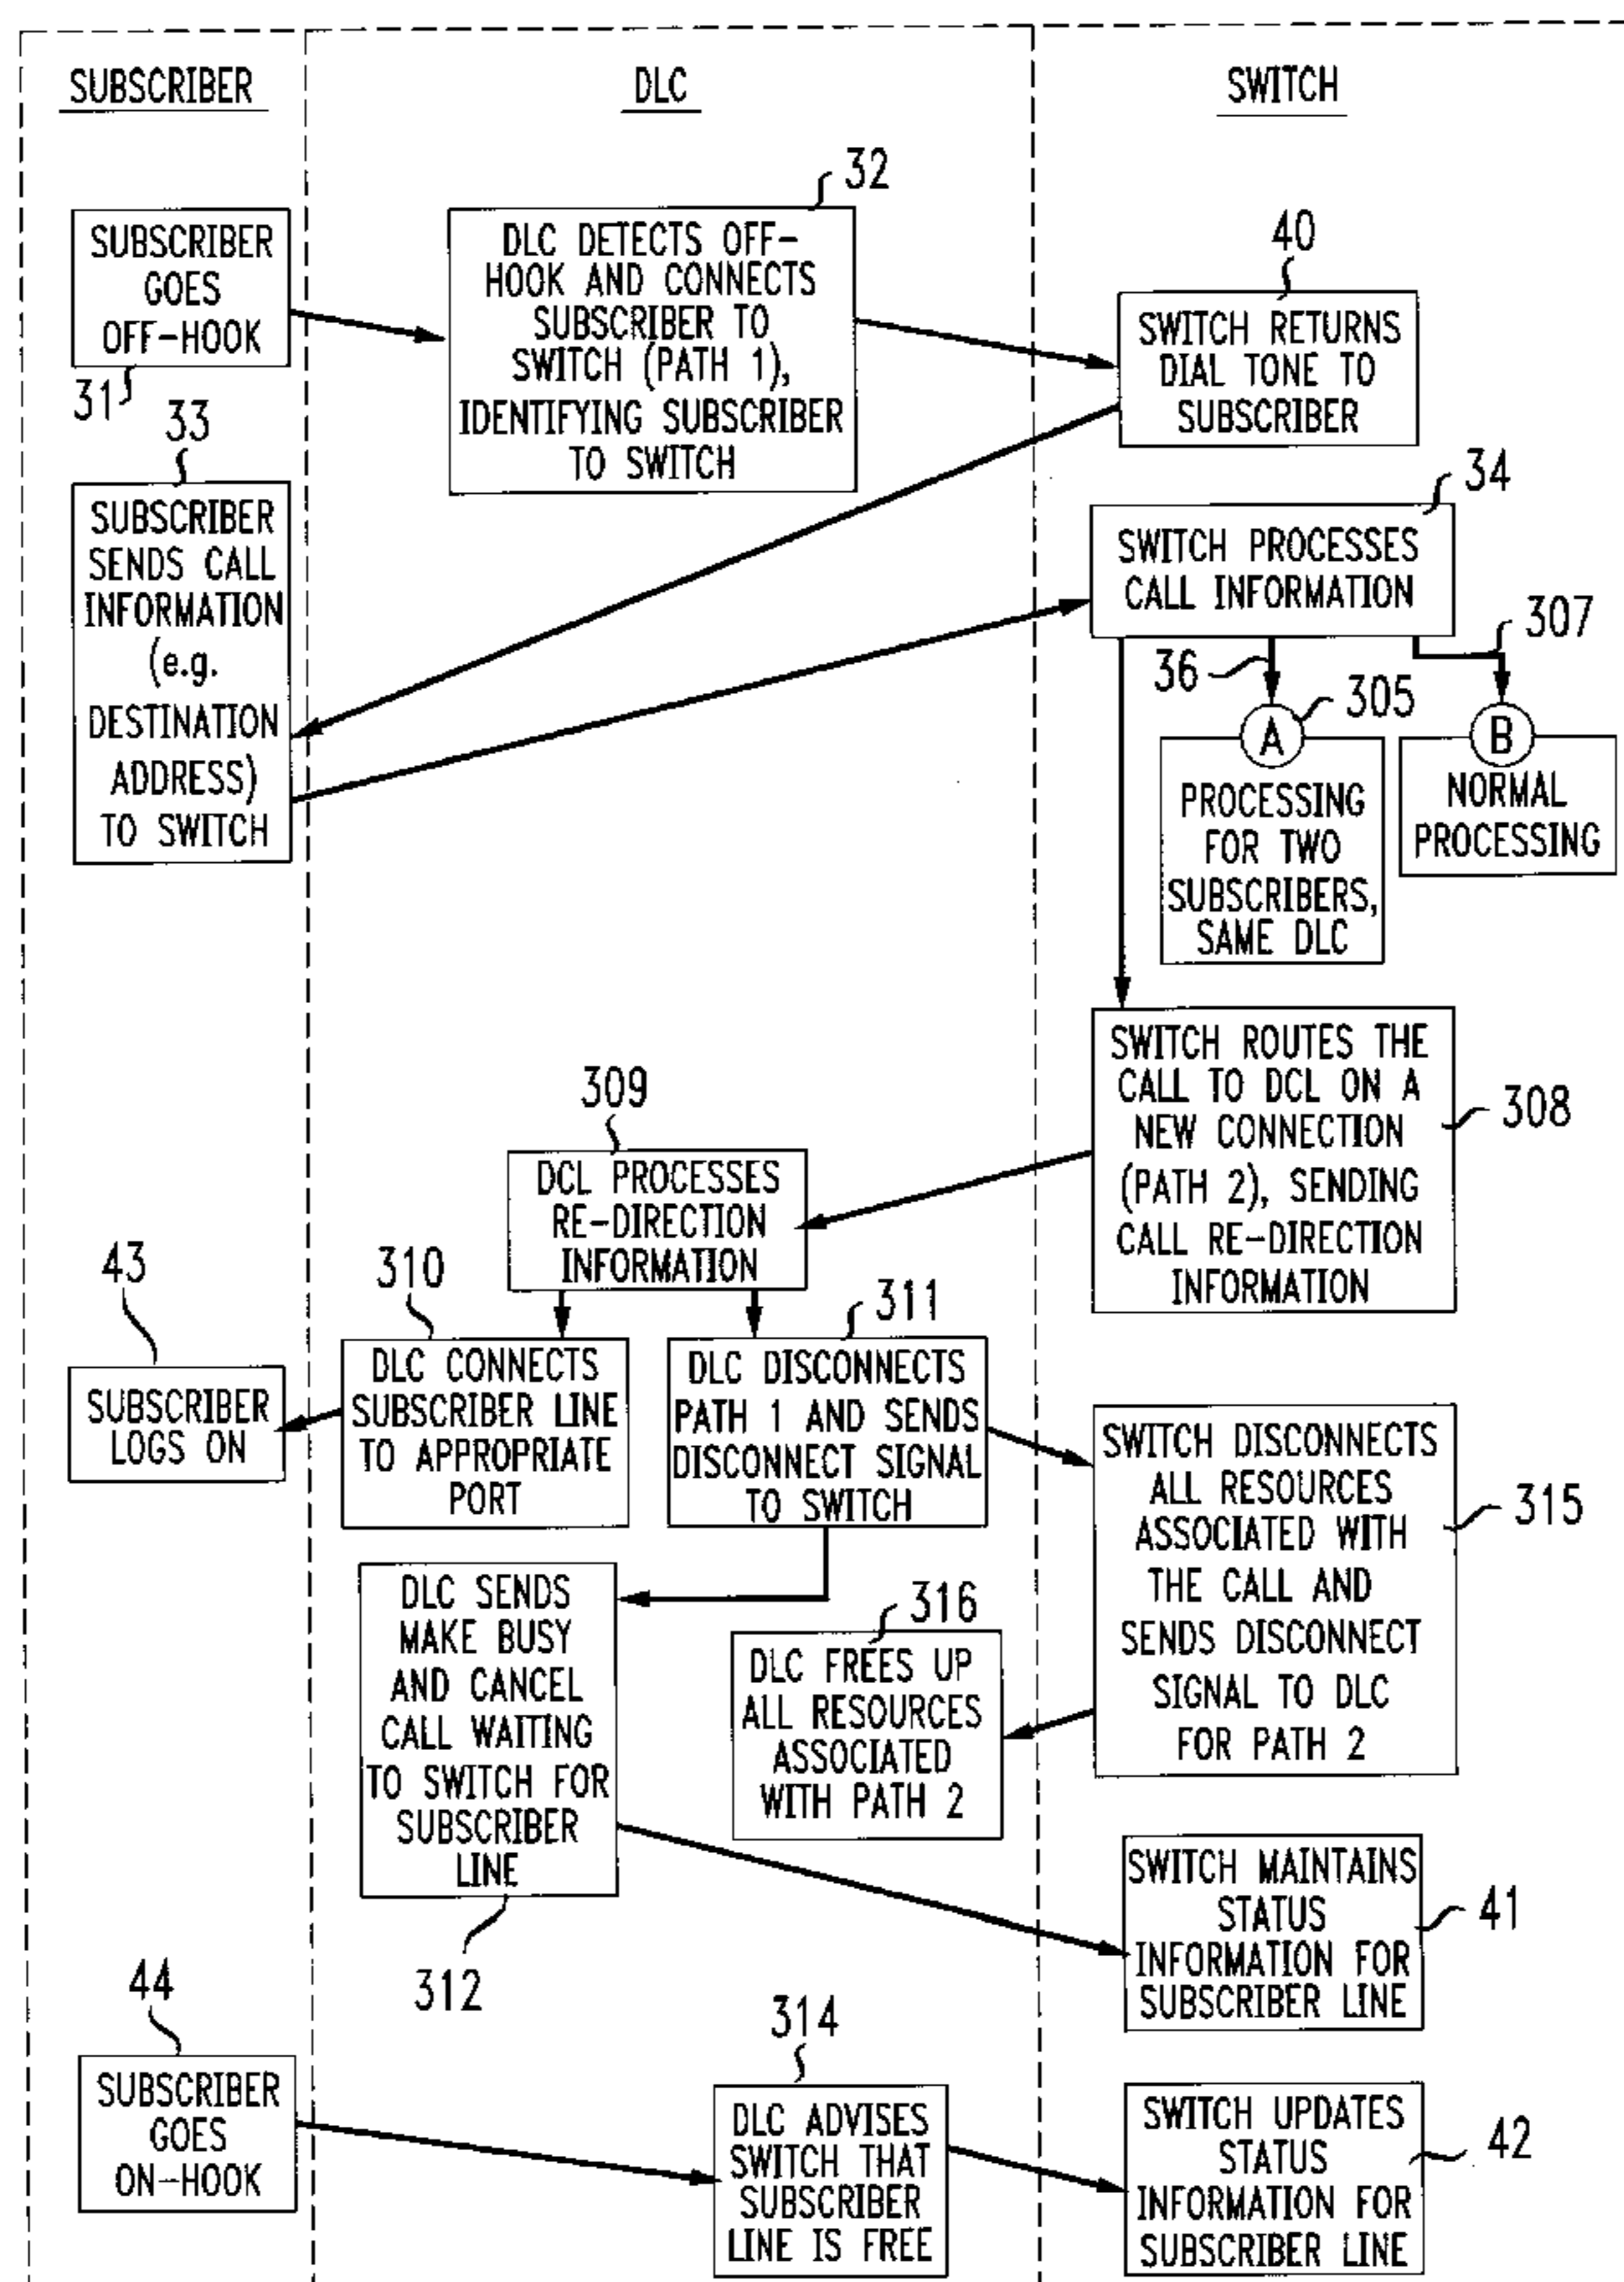 SUBSCRIBER
DLC
SWITCH
32
SUBSCRIBER
GOES
OFF-HOOK
31
DLC DETECTS OFF-
HOOK AND CONNECTS
SUBSCRIBER TO
SWITCH (PATH 1),
IDENTIFYING SUBSCRIBER
TO SWITCH
40
SWITCH RETURNS
DIAL TONE TO
SUBSCRIBER
33
SUBSCRIBER
SENDS CALL
INFORMATION
(e.g.
DESTINATION
ADDRESS)
TO SWITCH
34
SWITCH PROCESSES
CALL INFORMATION
36
307
305
A
PROCESSING
FOR TWO
SUBSCRIBERS,
SAME DLC
B
NORMAL
PROCESSING
SWITCH ROUTES THE
CALL TO DCL ON A
NEW CONNECTION
(PATH 2), SENDING
CALL RE-DIRECTION
INFORMATION
308
309
DCL PROCESSES
RE-DIRECTION
INFORMATION
43
SUBSCRIBER
LOGS ON
310
DLC CONNECTS
SUBSCRIBER LINE
TO APPROPRIATE
PORT
311
DLC DISCONNECTS
PATH 1 AND SENDS
DISCONNECT SIGNAL
TO SWITCH
SWITCH DISCONNECTS
ALL RESOURCES
ASSOCIATED WITH
THE CALL AND
SENDS DISCONNECT
SIGNAL TO DLC
FOR PATH 2
315
DLC SENDS
MAKE BUSY
AND CANCEL
CALL WAITING
TO SWITCH FOR
SUBSCRIBER
LINE
312
316
DLC FREES UP
ALL RESOURCES
ASSOCIATED
WITH PATH 2
SWITCH MAINTAINS
STATUS
INFORMATION FOR
SUBSCRIBER LINE
41
44
SUBSCRIBER
GOES
ON-HOOK
314
DLC ADVISES
SWITCH THAT
SUBSCRIBER
LINE IS FREE
SWITCH UPDATES
STATUS
INFORMATION FOR
SUBSCRIBER LINE
42